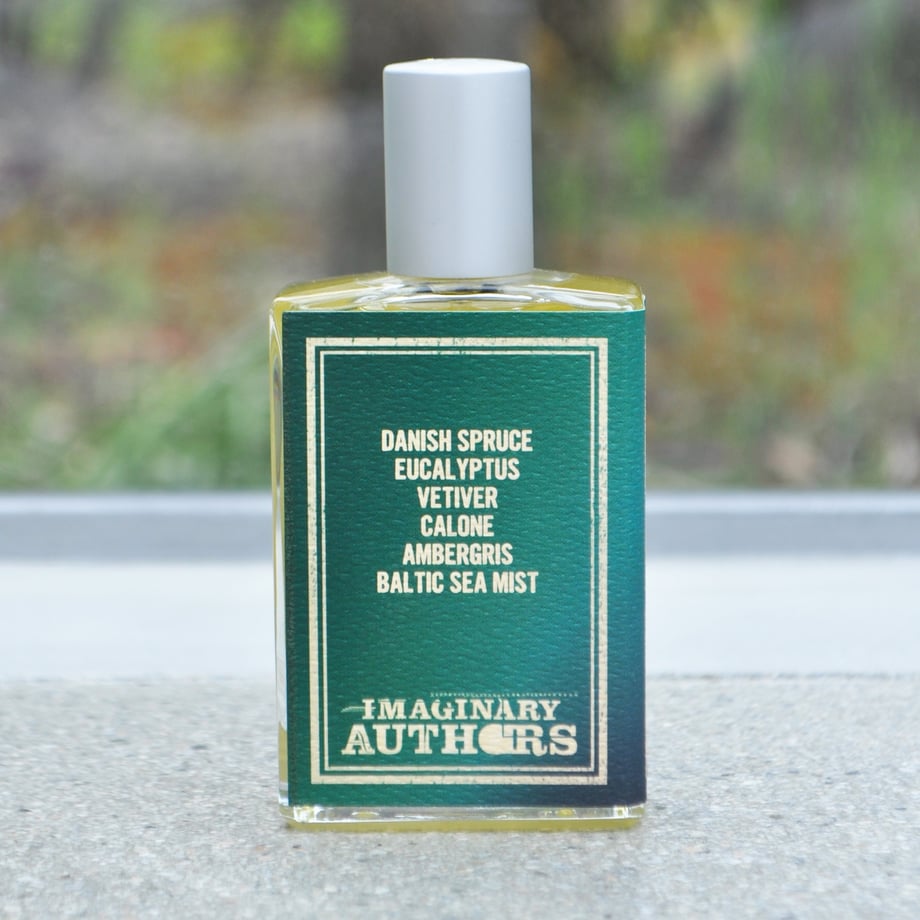 DANISH SPRUCE
EUCALYPTUS
VETIVER
CALONE
AMBERGRIS
BALTIC SEA MIST
IMAGINARY
AUTHORS